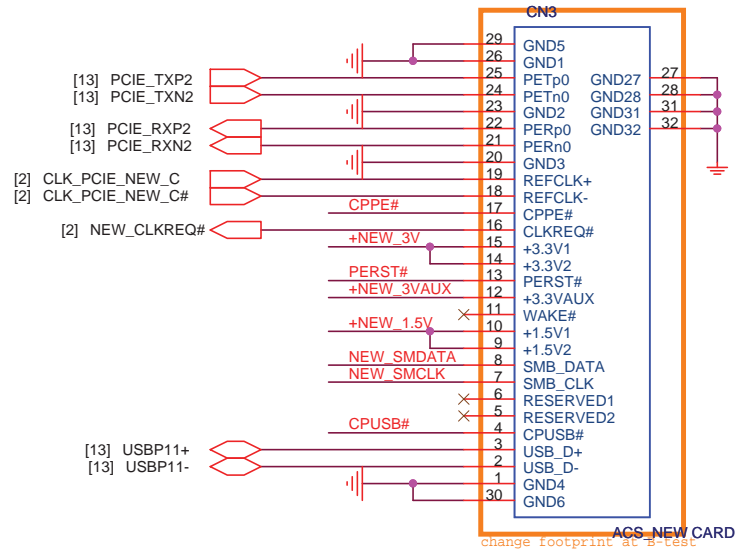 CN3
29 GND5
26 GND1
[13] PCIE_TXP2 25 PETp0 GND27 27
[13] PCIE_TXN2 24 PETn0 GND28 28
23 GND2 GND31 31
[13] PCIE_RXP2 22 PERp0 GND32 32
[13] PCIE_RXN2 21 PERn0
20 GND3
[2] CLK_PCIE_NEW_C 19 REFCLK+
[2] CLK_PCIE_NEW_C# 18 REFCLK-
CPPE# 17 CPPE#
[2] NEW_CLKREQ# 16 CLKREQ#
+NEW_3V 15 +3.3V1
14 +3.3V2
PERST# 13 PERST#
+NEW_3VAUX 12 +3.3VAUX
11 WAKE#
+NEW_1.5V 10 +1.5V1
9 +1.5V2
NEW_SMDATA 8 SMB_DATA
NEW_SMCLK 7 SMB_CLK
6 RESERVED1
5 RESERVED2
CPUSB# 4 CPUSB#
[13] USBP11+ 3 USB_D+
[13] USBP11- 2 USB_D-
1 GND4
30 GND6
ACS_NEW CARD
change footprint at B-test